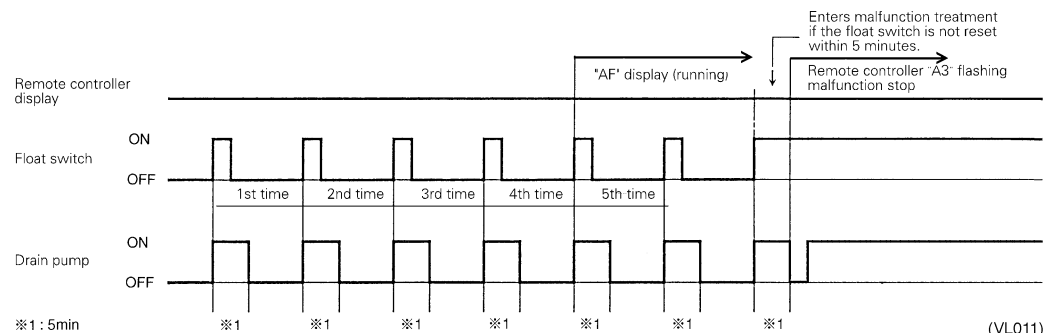 Enters malfunction treatment
if the float switch is not reset
within 5 minutes.
"AF" display (running)
Remote controller "A3" flashing
malfunction stop
Remote controller
display
ON
Float switch
OFF
1st time
2nd time
3rd time
4th time
5th time
ON
Drain pump
OFF
※1 : 5min
※1
※1
※1
※1
※1
※1
※1
(VL011)